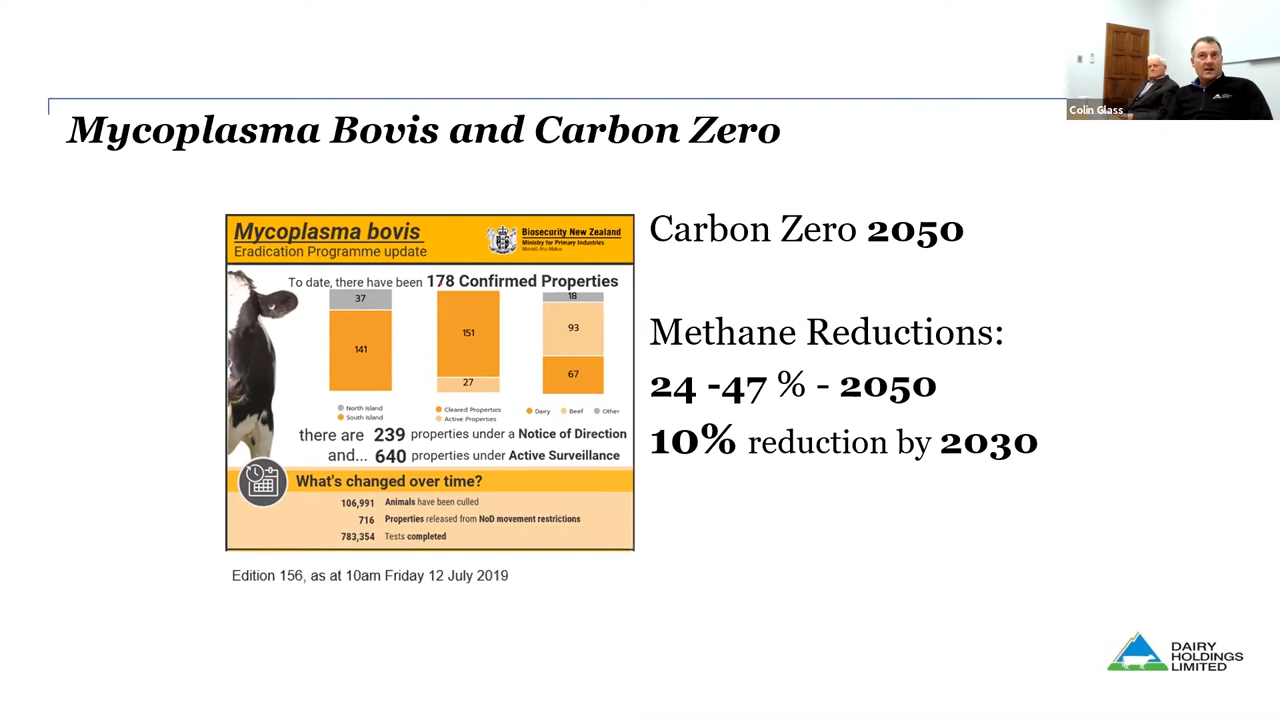 Colin Glass
Mycoplasma Bovis and Carbon Zero
Mycoplasma bovis
Eradication Programme update
Biosecurity New Zealand
Ministry for Primary Industries
Manatū Ahu Matua
To date, there have been 178 Confirmed Properties
37
141
151
27
18
93
67
North Island
South Island
Cleared Properties
Active Properties
Dairy Beef Other
there are 239 properties under a Notice of Direction
and... 640 properties under Active Surveillance
What's changed over time?
106,991 Animals have been culled
716 Properties released from NoD movement restrictions
783,354 Tests completed
Edition 156, as at 10am Friday 12 July 2019
Carbon Zero 2050
Methane Reductions:
24 -47 % - 2050
10% reduction by 2030
DAIRY
HOLDINGS
LIMITED